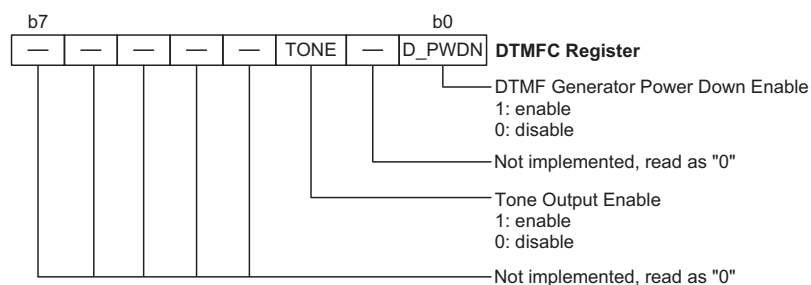 b7 b0
— — — — — TONE — D_PWDN DTMFC Register
DTMF Generator Power Down Enable
1: enable
0: disable
Not implemented, read as "0"
Tone Output Enable
1: enable
0: disable
Not implemented, read as "0"